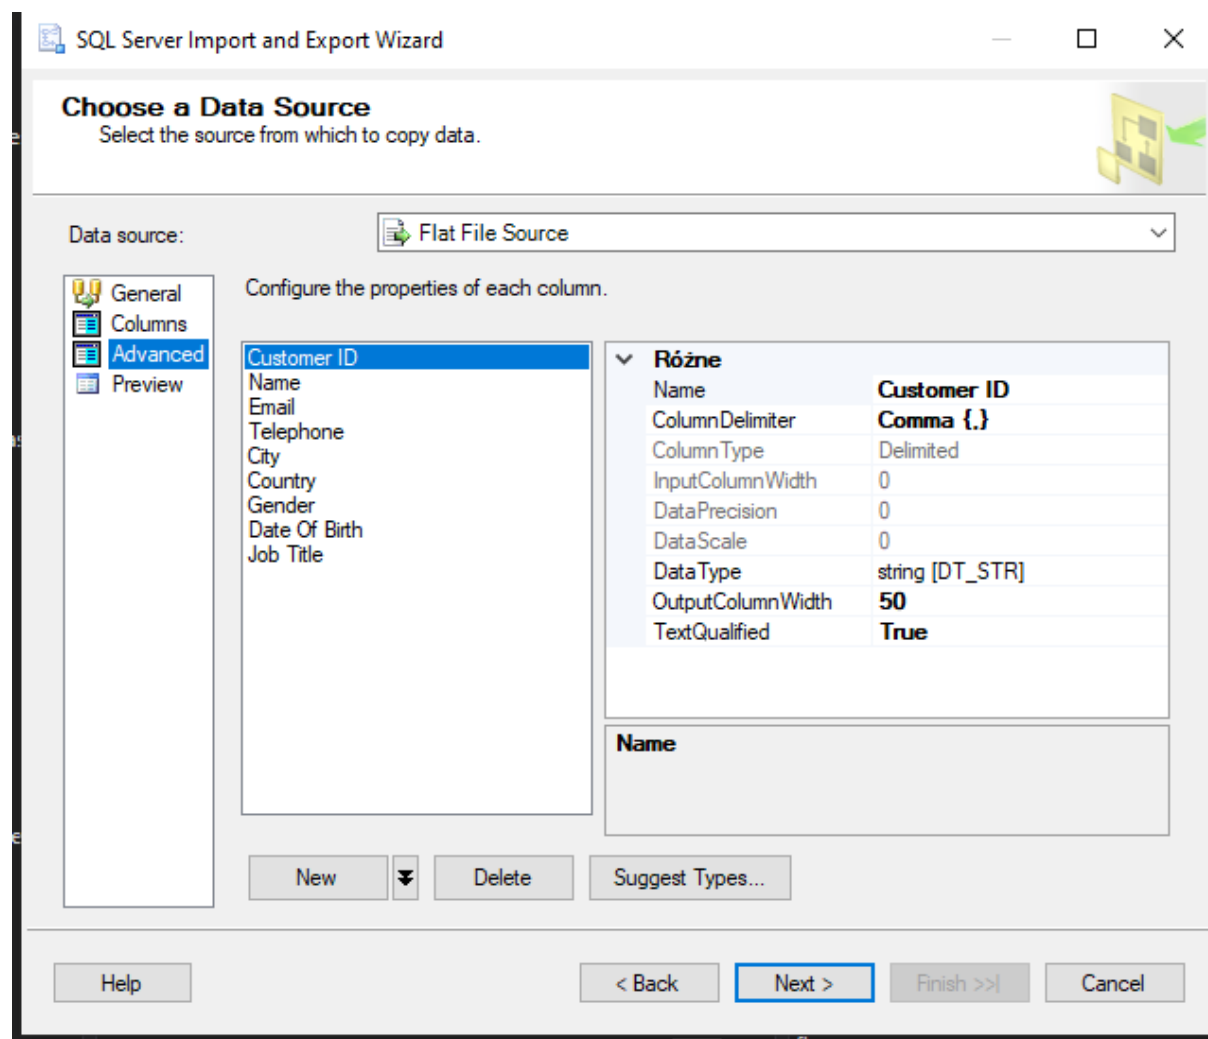 SQL Server Import and Export Wizard
Choose a Data Source
Select the source from which to copy data.
Data source:
Flat File Source
General
Columns
Advanced
Preview
Configure the properties of each column.
Customer ID
Name
Email
Telephone
City
Country
Gender
Date Of Birth
Job Title
Różne
Name Customer ID
ColumnDelimiter Comma {,}
ColumnType Delimited
InputColumnWidth 0
DataPrecision 0
DataScale 0
DataType string [DT_STR]
OutputColumnWidth 50
TextQualified True
Name
New
Delete
Suggest Types...
Help
< Back
Next >
Finish >>|
Cancel